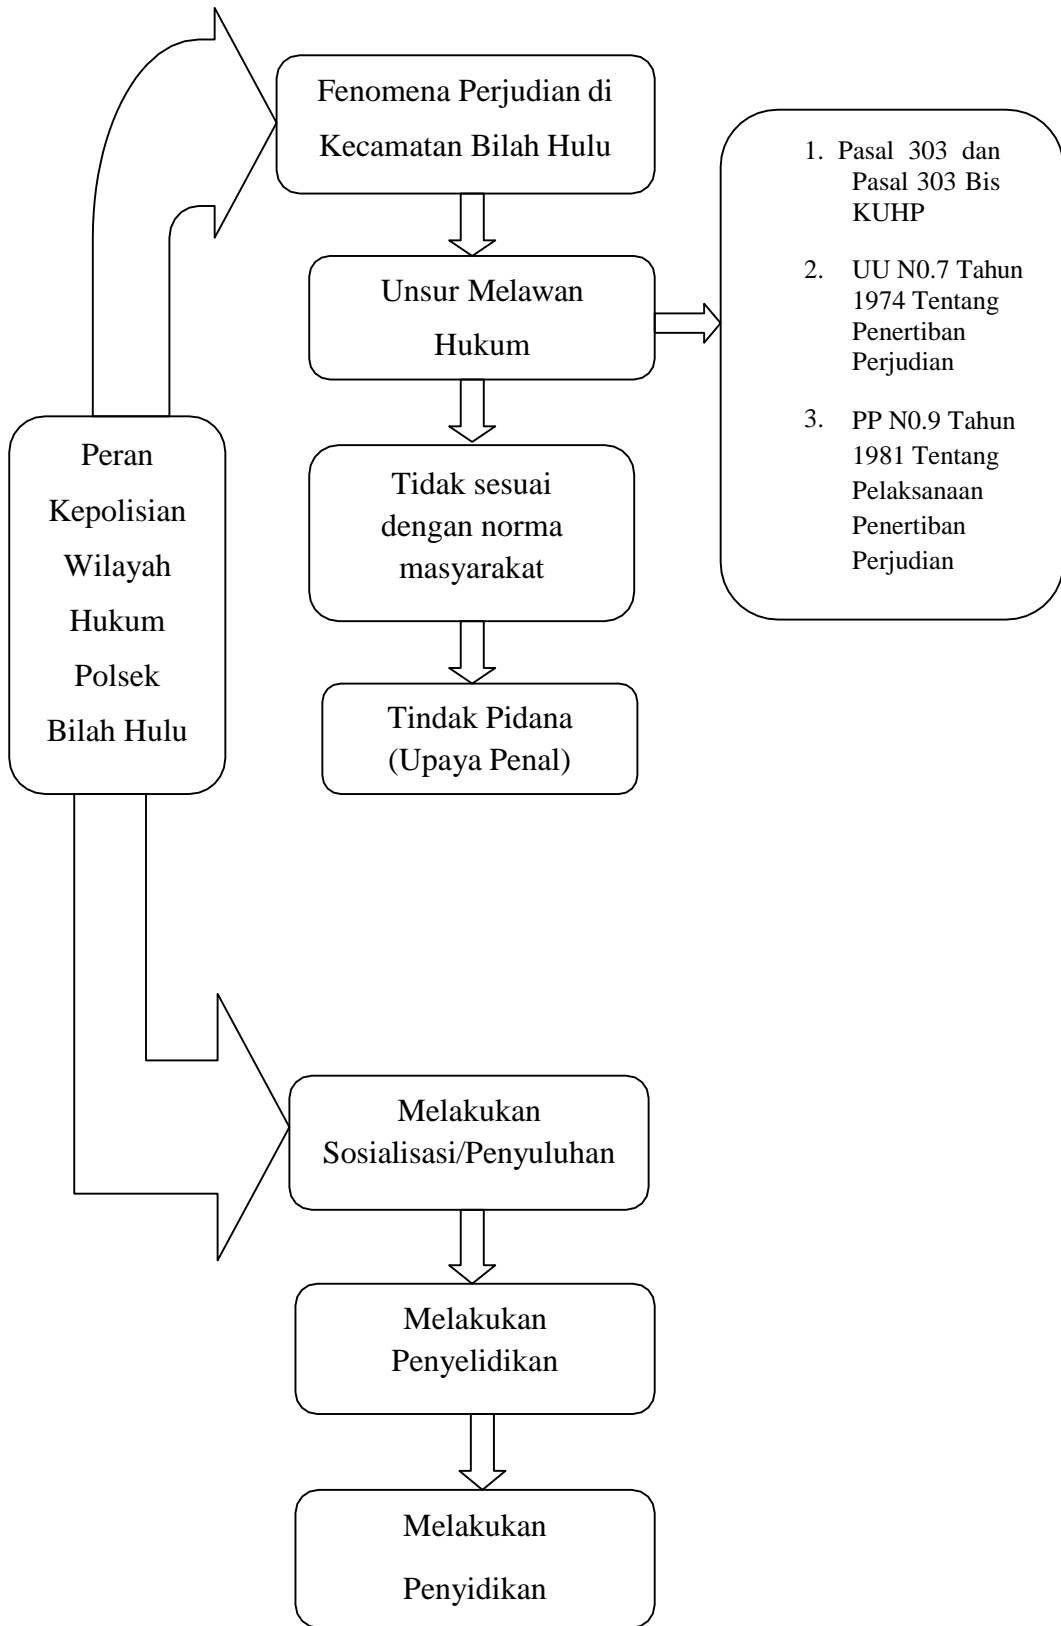 Fenomena Perjudian di
Kecamatan Bilah Hulu
1. Pasal 303 dan
Pasal 303 Bis
KUHP
2. UU N0.7 Tahun
1974 Tentang
Penertiban
Perjudian
3. PP N0.9 Tahun
1981 Tentang
Pelaksanaan
Penertiban
Perjudian
Unsur Melawan
Hukum
Peran
Kepolisian
Wilayah
Hukum
Polsek
Bilah Hulu
Tidak sesuai
dengan norma
masyarakat
Tindak Pidana
(Upaya Penal)
Melakukan
Sosialisasi/Penyuluhan
Melakukan
Penyelidikan
Melakukan
Penyidikan